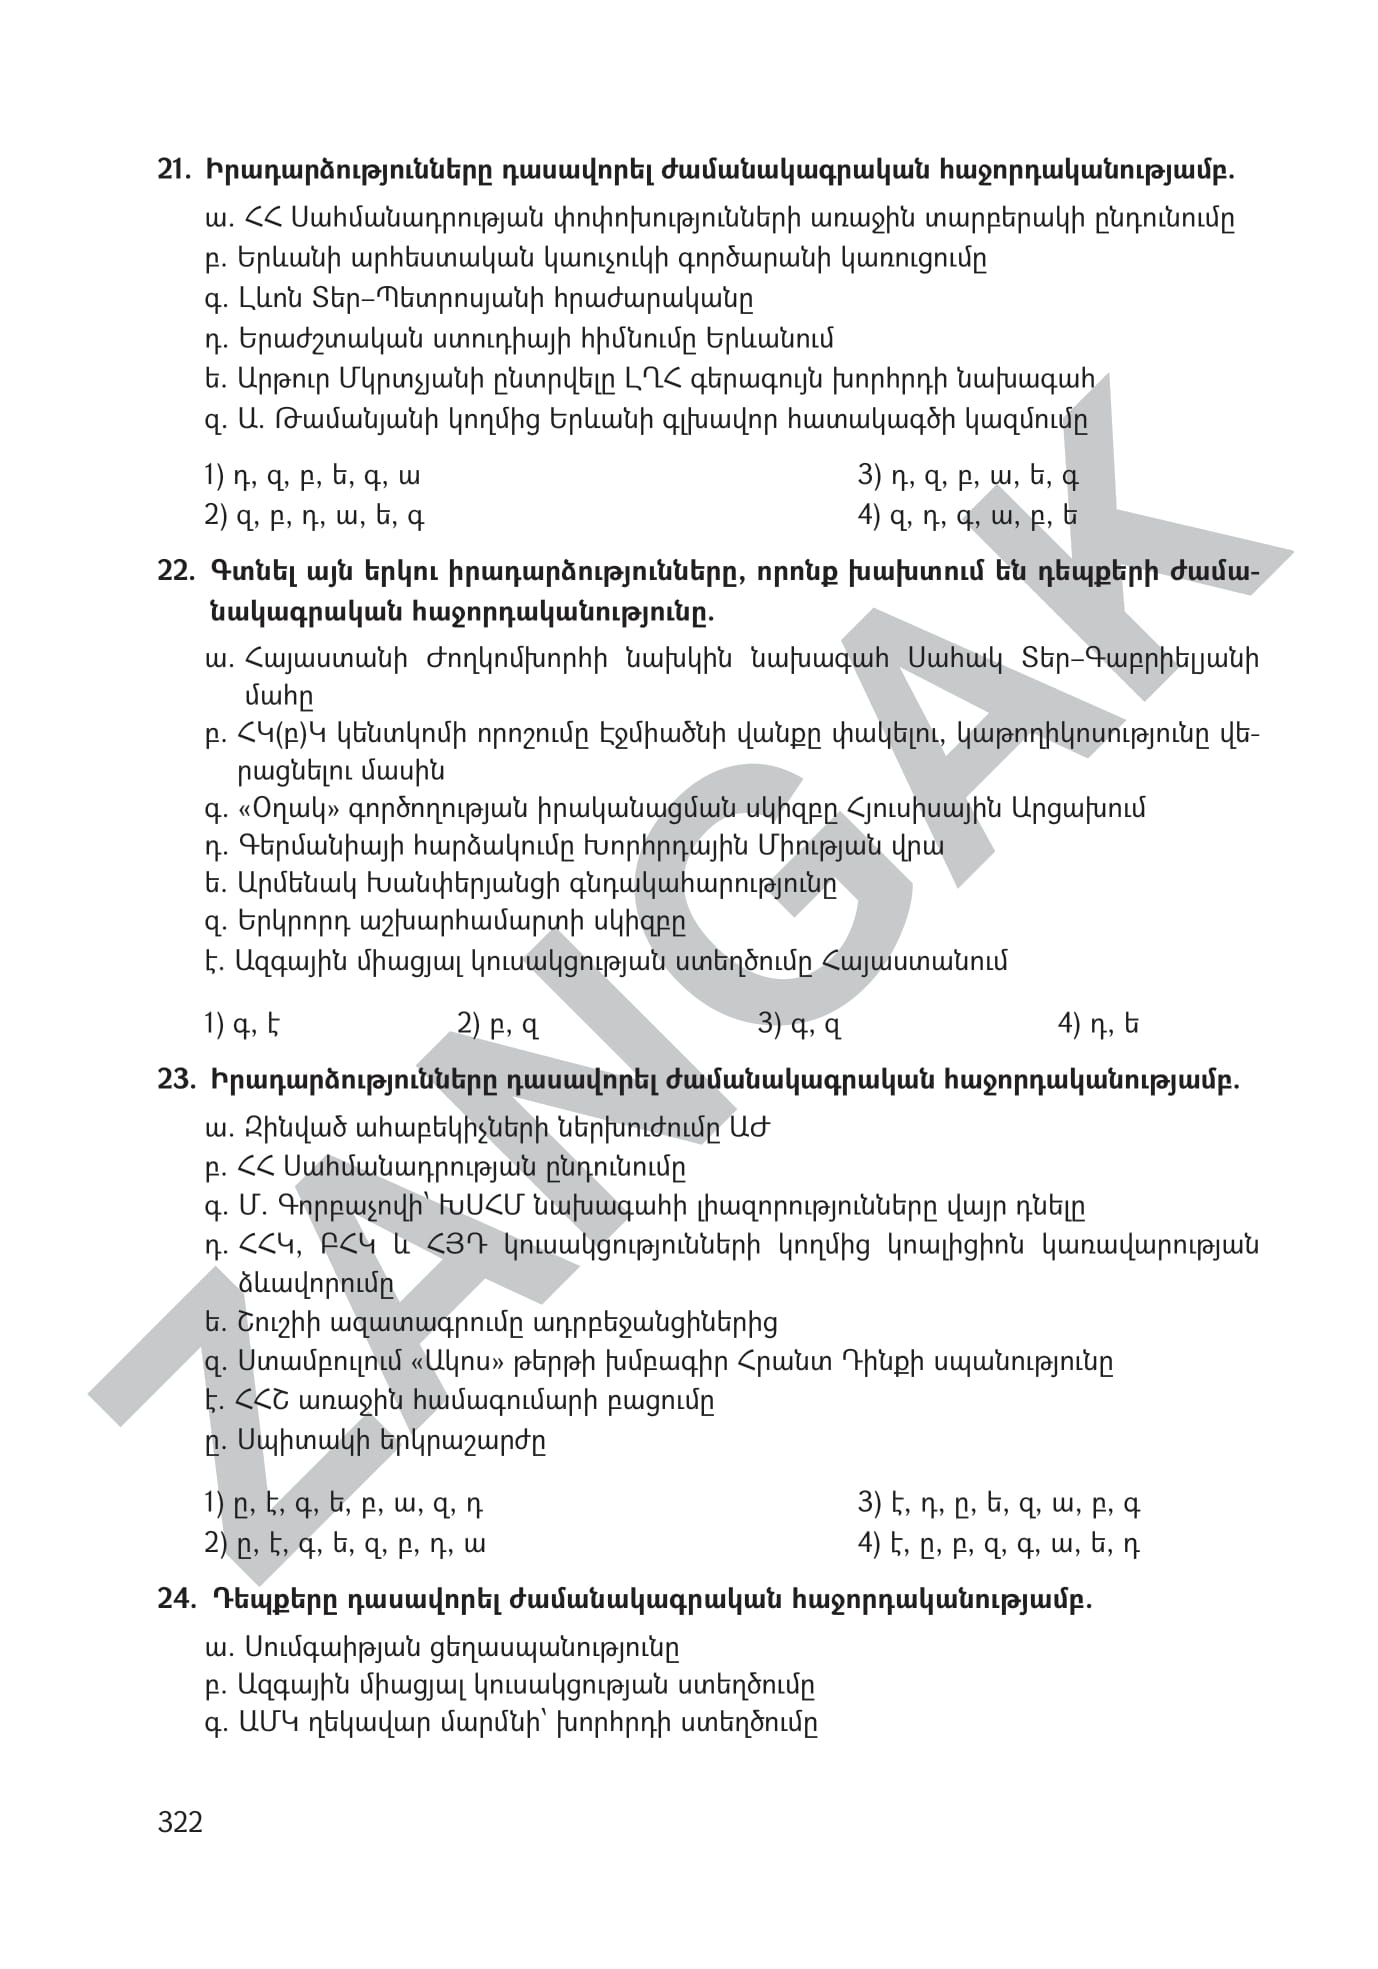 21. Իրադարձությունները դասավորել ժամանակագրական հաջորդականությամբ.
ա. ՀՀ Սահմանադրության փոփոխությունների առաջին տարբերակի ընդունումը
բ. Երևանի արհեստական կաուչուկի գործարանի կառուցումը
գ. Լևոն Տեր–Պետրոսյանի հրաժարականը
դ. Երաժշտական ստուդիայի հիմնումը Երևանում
ե. Արթուր Մկրտչյանի ընտրվելը ԼՂՀ գերագույն խորհրդի նախագահ
զ. Ա. Թամանյանի կողմից Երևանի գլխավոր հատակագծի կազմումը
1) դ, զ, բ, ե, գ, ա
3) դ, զ, բ, ա, ե, գ
2) զ, բ, դ, ա, ե, գ
4) զ, դ, գ, ա, բ, ե
22. Գտնել այն երկու իրադարձությունները, որոնք խախտում են դեպքերի ժամա-
նակագրական հաջորդականությունը.
ա. Հայաստանի Ժողկոմխորհի նախկին նախագահ Սահակ Տեր–Գաբրիելյանի
մահը
բ. ՀԿ(բ)Կ կենտկոմի որոշումը Էջմիածնի վանքը փակելու, կաթողիկոսությունը վե-
րացնելու մասին
գ. «Օղակ» գործողության իրականացման սկիզբը Հյուսիսային Արցախում
դ. Գերմանիայի հարձակումը Խորհրդային Միության վրա
ե. Արմենակ Խանփերյանցի գնդակահարությունը
զ. Երկրորդ աշխարհամարտի սկիզբը
է. Ազգային միացյալ կուսակցության ստեղծումը Հայաստանում
1) գ, է 2) բ, զ 3) գ, զ 4) դ, ե
23. Իրադարձությունները դասավորել ժամանակագրական հաջորդականությամբ.
ա. Զինված ահաբեկիչների ներխուժումը ԱԺ
բ. ՀՀ Սահմանադրության ընդունումը
գ. Մ. Գորբաչովի՝ ԽՍՀՄ նախագահի լիազորությունները վայր դնելը
դ. ՀՀԿ, ԲՀԿ և ՀՅԴ կուսակցությունների կողմից կոալիցիոն կառավարության
ձևավորումը
ե. Շուշիի ազատագրումը ադրբեջանցիներից
զ. Ստամբուլում «Ակոս» թերթի խմբագիր Հրանտ Դինքի սպանությունը
է. ՀՀՇ առաջին համագումարի բացումը
ը. Սպիտակի երկրաշարժը
1) ը, է, գ, ե, բ, ա, զ, դ
3) է, դ, ը, ե, զ, ա, բ, գ
2) ը, է, գ, ե, զ, բ, դ, ա
4) է, ը, բ, զ, գ, ա, ե, դ
24. Դեպքերը դասավորել ժամանակագրական հաջորդականությամբ.
ա. Սումգաիթյան ցեղասպանությունը
բ. Ազգային միացյալ կուսակցության ստեղծումը
գ. ԱՄԿ ղեկավար մարմնի՝ խորհրդի ստեղծումը
322
ZANGAK